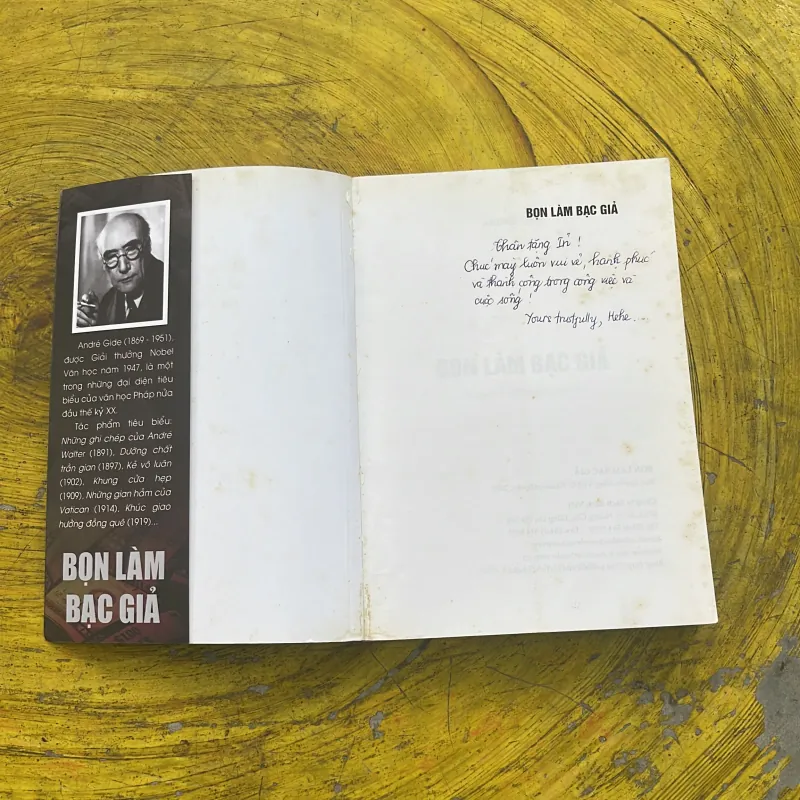 André Gide (1869 - 1951),
được Giải thưởng Nobel
Văn học năm 1947, là một
trong những đại diện tiêu
biểu của văn học Pháp nửa
đầu thế kỷ XX.
Tác phẩm tiêu biểu:
Những ghi chép của André
Walter (1891), Dưỡng chất
trần gian (1897), Kẻ vô luân
(1902), Khung cửa hẹp
(1909), Những gian hầm của
Vatican (1914), Khúc giao
hưởng đồng quê (1919)...
BỌN LÀM
BẠC GIẢ
BỌN LÀM BẠC GIẢ
Thân tặng Ỉn!
Chúc mày luôn vui vẻ, hạnh phúc
và thành công trong công việc và
cuộc sống!
Yours trustfully, Hehe...
BỌN LÀM BẠC GIẢ